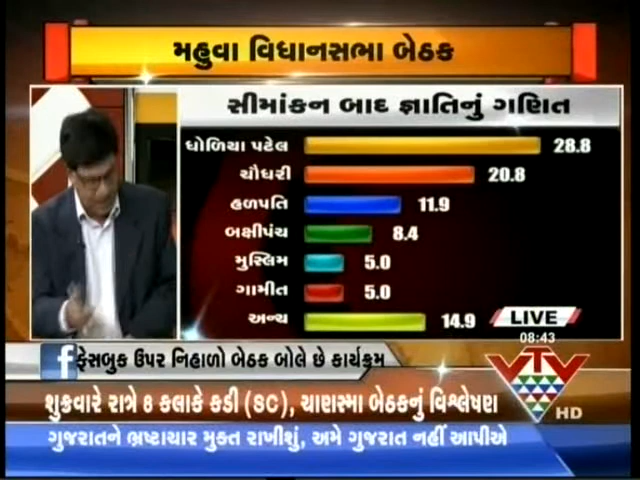 મહુવા વિધાનસભા બેઠક
સીમાંકન બાદ જ્ઞાતિનું ગણિત
ધોળિયા પટેલ 28.8
ચૌધરી 20.8
હળપતિ 11.9
બક્ષીપંચ 8.4
મુસ્લિમ 5.0
ગામીત 5.0
અન્ય 14.9
LIVE
08:43
f ફેસબુક ઉપર નિહાળો બેઠક બોલે છે કાર્યક્રમ
VTV
HD
શુક્રવારે રાત્રે 8 કલાકે કડી (SC), ચાણસ્મા બેઠકનું વિશ્લેષણ
ગુજરાતને ભ્રષ્ટાચાર મુક્ત રાખીશું, અમે ગુજરાત નહીં આપીએ